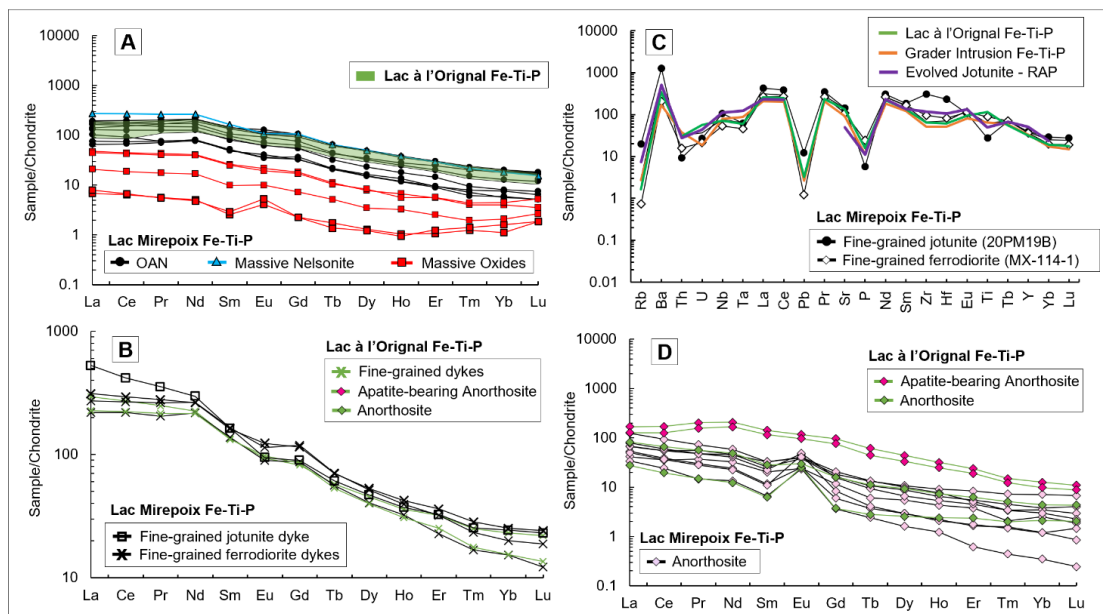 A
Sample/Chondrite
10000
1000
100
10
1
0.1
Lac à l'Orignal Fe-Ti-P
Lac Mirepoix Fe-Ti-P
OAN
Massive Nelsonite
Massive Oxides
La Ce Pr Nd Sm Eu Gd Tb Dy Ho Er Tm Yb Lu
C
Sample/Chondrite
10000
1000
100
10
1
0.1
0.01
Lac à l'Orignal Fe-Ti-P
Grader Intrusion Fe-Ti-P
Evolved Jotunite - RAP
Lac Mirepoix Fe-Ti-P
Fine-grained jotunite (20PM19B)
Fine-grained ferrodiorite (MX-114-1)
Rb Ba Th U Nb Ta La Ce Pb Pr Sr P Nd Sm Zr Hf Eu Ti Tb Y Yb Lu
B
Sample/Chondrite
1000
100
10
Lac à l'Orignal Fe-Ti-P
Fine-grained dykes
Apatite-bearing Anorthosite
Anorthosite
Lac Mirepoix Fe-Ti-P
Fine-grained jotunite dyke
Fine-grained ferrodiorite dykes
La Ce Pr Nd Sm Eu Gd Tb Dy Ho Er Tm Yb Lu
D
Sample/Chondrite
10000
1000
100
10
1
0.1
Lac à l'Orignal Fe-Ti-P
Apatite-bearing Anorthosite
Anorthosite
Lac Mirepoix Fe-Ti-P
Anorthosite
La Ce Pr Nd Sm Eu Gd Tb Dy Ho Er Tm Yb Lu